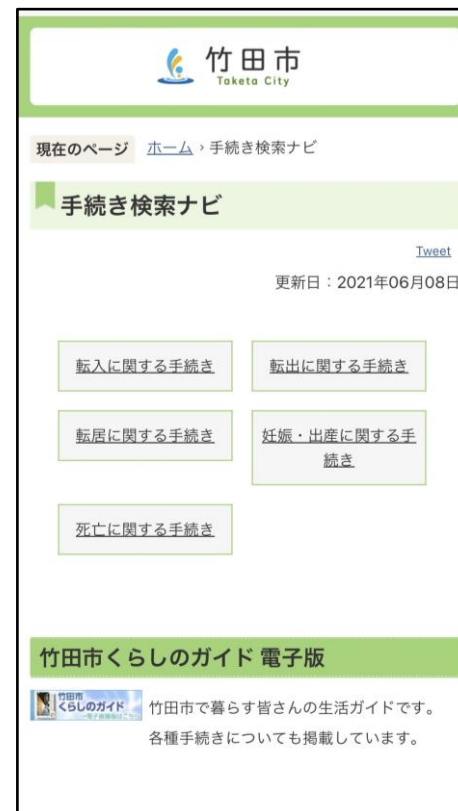 竹田市
Taketa City
現在のページ ホーム › 手続き検索ナビ
手続き検索ナビ
Tweet
更新日：2021年06月08日
転入に関する手続き 転出に関する手続き
転居に関する手続き 妊娠・出産に関する手
続き
死亡に関する手続き
竹田市くらしのガイド 電子版
竹田市
くらしのガイド
竹田市で暮らす皆さんの生活ガイドです。
各種手続きについても掲載しています。